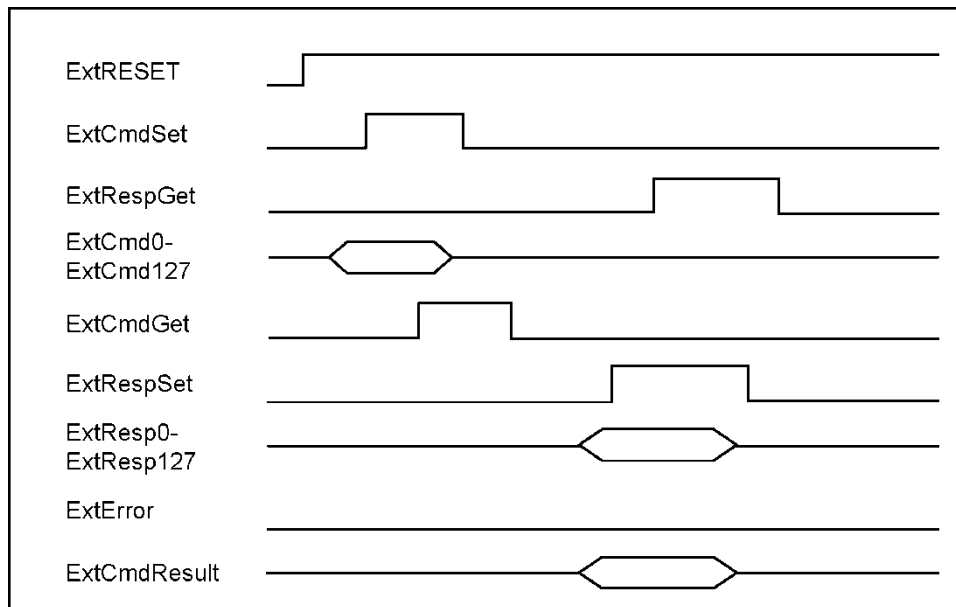 ExtRESET
ExtCmdSet
ExtRespGet
ExtCmd0-
ExtCmd127
ExtCmdGet
ExtRespSet
ExtResp0-
ExtResp127
ExtError
ExtCmdResult